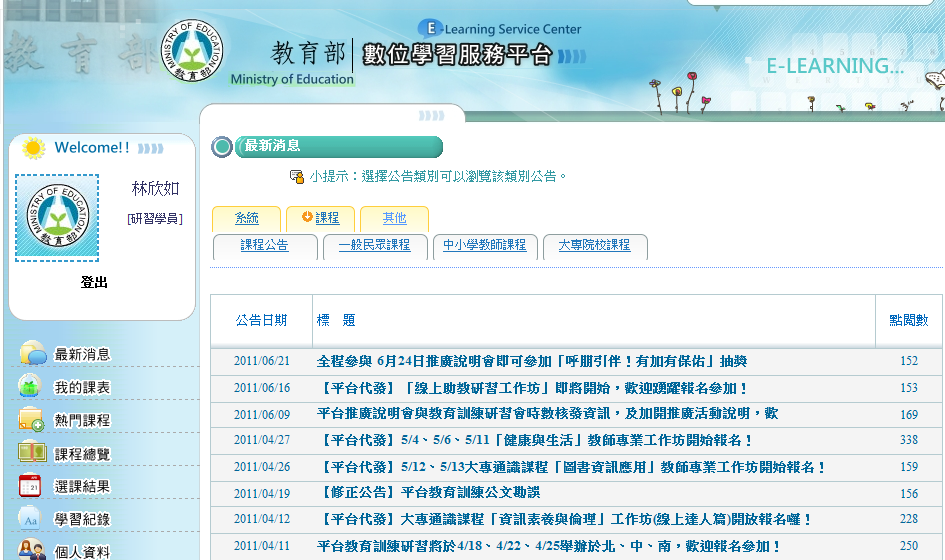 教育部
MINISTRY OF EDUCATION
教育部
Ministry of Education
E-Learning Service Center
數位學習服務平台
E-LEARNING...
Welcome!!
MINISTRY OF EDUCATION
林欣如
[研習學員]
登出
最新消息
我的課表
熱門課程
課程總覽
選課結果
學習紀錄
個人資料
最新消息
小提示：選擇公告類別可以瀏覽該類別公告。
系統 課程 其他
課程公告 一般民眾課程 中小學教師課程 大專院校課程
公告日期 標 題 點閱數
2011/06/21 全程參與 6月24日推廣說明會即可參加「呼朋引伴！有加有保佑」抽獎 152
2011/06/16 【平台代發】「線上助教研習工作坊」即將開始，歡迎踴躍報名參加！ 153
2011/06/09 平台推廣說明會與教育訓練研習會時數核發資訊，及加開推廣活動說明，歡 169
2011/04/27 【平台代發】5/4、5/6、5/11「健康與生活」教師專業工作坊開始報名！ 338
2011/04/26 【平台代發】5/12、5/13大專通識課程「圖書資訊應用」教師專業工作坊開始報名！ 159
2011/04/19 【修正公告】平台教育訓練公文勘誤 156
2011/04/12 【平台代發】大專通識課程「資訊素養與倫理」工作坊(線上達人篇)開放報名囉！ 228
2011/04/11 平台教育訓練研習將於4/18、4/22、4/25舉辦於北、中、南，歡迎報名參加！ 250